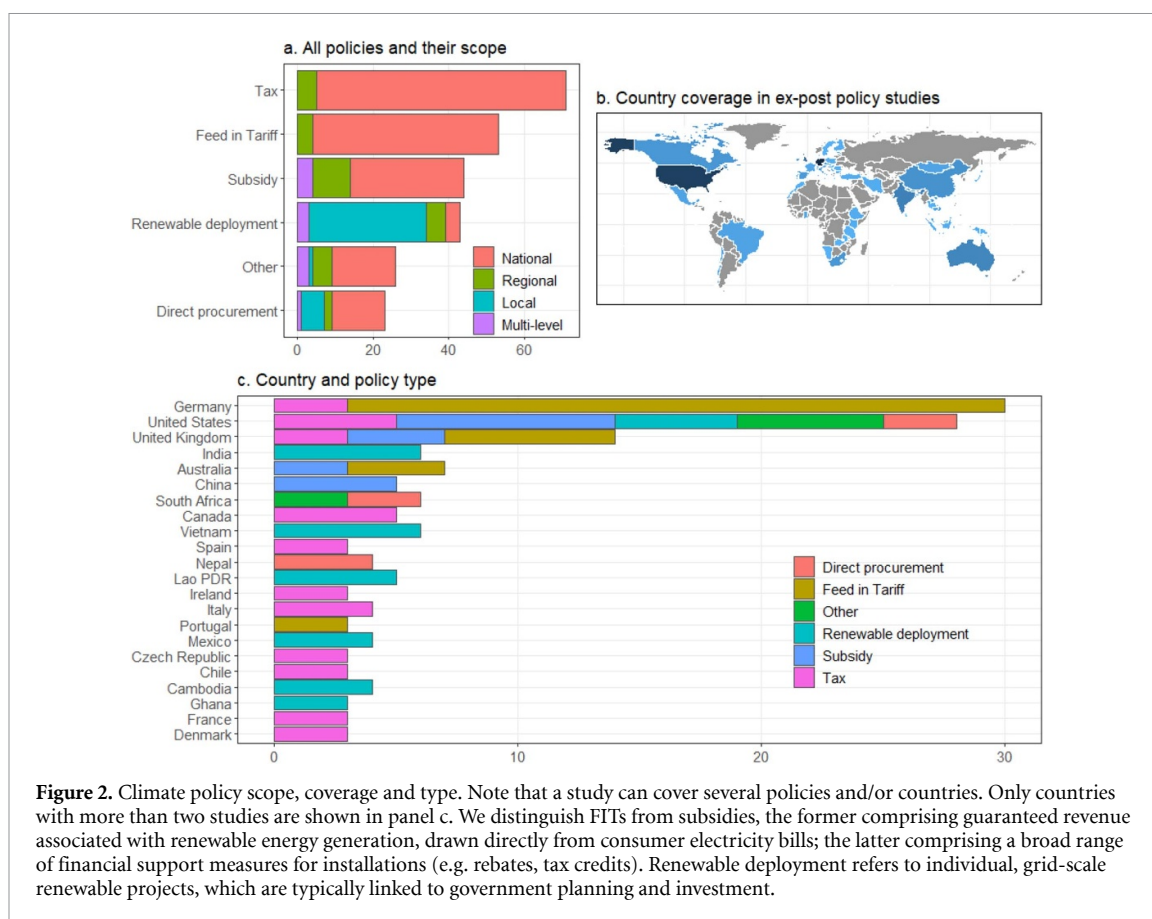 a. All policies and their scope
Tax
Feed in Tariff
Subsidy
Renewable deployment
Other
Direct procurement
National
Regional
Local
Multi-level
0 20 40 60
b. Country coverage in ex-post policy studies
c. Country and policy type
Germany
United States
United Kingdom
India
Australia
China
South Africa
Canada
Vietnam
Spain
Nepal
Lao PDR
Ireland
Italy
Portugal
Mexico
Czech Republic
Chile
Cambodia
Ghana
France
Denmark
Direct procurement
Feed in Tariff
Other
Renewable deployment
Subsidy
Tax
0 10 20 30
Figure 2. Climate policy scope, coverage and type. Note that a study can cover several policies and/or countries. Only countries
with more than two studies are shown in panel c. We distinguish FITs from subsidies, the former comprising guaranteed revenue
associated with renewable energy generation, drawn directly from consumer electricity bills; the latter comprising a broad range
of financial support measures for installations (e.g. rebates, tax credits). Renewable deployment refers to individual, grid-scale
renewable projects, which are typically linked to government planning and investment.